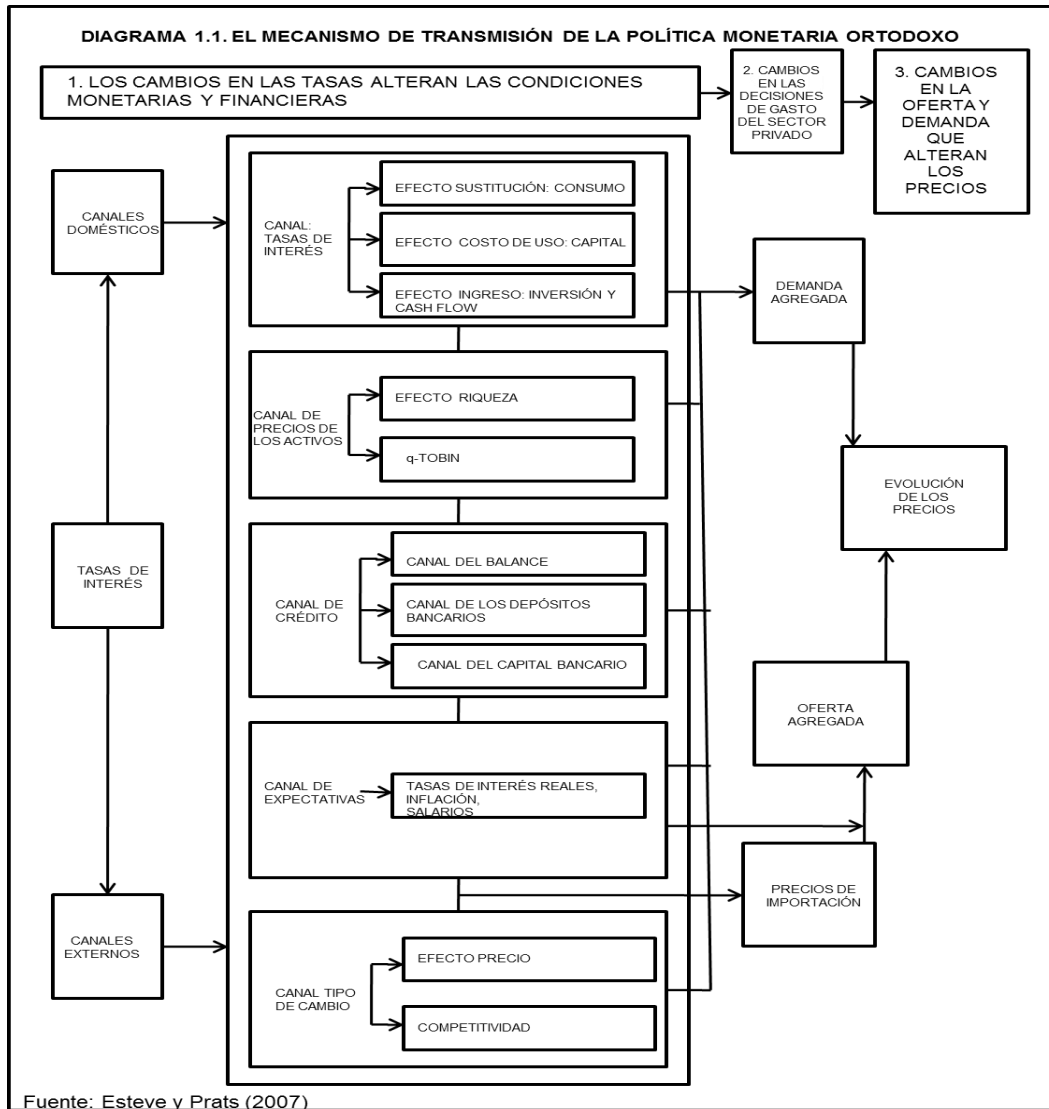 DIAGRAMA 1.1. EL MECANISMO DE TRANSMISIÓN DE LA POLÍTICA MONETARIA ORTODOXO
1. LOS CAMBIOS EN LAS TASAS ALTERAN LAS CONDICIONES
MONETARIAS Y FINANCIERAS
2. CAMBIOS
EN LAS
DECISIONES
DE GASTO
DEL SECTOR
PRIVADO
3. CAMBIOS
EN LA
OFERTA Y
DEMANDA
QUE
ALTERAN
LOS
PRECIOS
CANALES
DOMÉSTICOS
TASAS DE
INTERÉS
CANALES
EXTERNOS
CANAL:
TASAS DE
INTERÉS
EFECTO SUSTITUCIÓN: CONSUMO
EFECTO COSTO DE USO: CAPITAL
EFECTO INGRESO: INVERSIÓN Y
CASH FLOW
CANAL DE
PRECIOS DE
LOS ACTIVOS
EFECTO RIQUEZA
q-TOBIN
CANAL DE
CRÉDITO
CANAL DEL BALANCE
CANAL DE LOS DEPÓSITOS
BANCARIOS
CANAL DEL CAPITAL BANCARIO
CANAL DE
EXPECTATIVAS
TASAS DE INTERÉS REALES,
INFLACIÓN,
SALARIOS
CANAL TIPO
DE CAMBIO
EFECTO PRECIO
COMPETITIVIDAD
DEMANDA
AGREGADA
EVOLUCIÓN
DE LOS
PRECIOS
OFERTA
AGREGADA
PRECIOS DE
IMPORTACIÓN
Fuente: Esteve y Prats (2007)